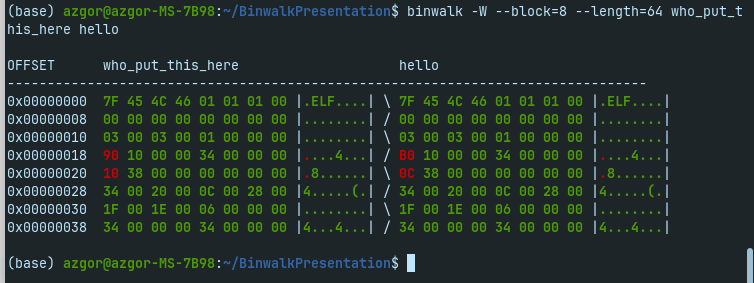 (base) azgor@azgor-MS-7B98:~/BinwalkPresentation$ binwalk -W --block=8 --length=64 who_put_t
his_here hello
OFFSET      who_put_this_here                    hello
--------------------------------------------------------------------------------
0x00000000  7F 45 4C 46 01 01 01 00 |.ELF....| \ 7F 45 4C 46 01 01 01 00 |.ELF....|
0x00000008  00 00 00 00 00 00 00 00 |........| / 00 00 00 00 00 00 00 00 |........|
0x00000010  03 00 03 00 01 00 00 00 |........| \ 03 00 03 00 01 00 00 00 |........|
0x00000018  90 10 00 00 34 00 00 00 |....4...| / B0 10 00 00 34 00 00 00 |....4...|
0x00000020  10 38 00 00 00 00 00 00 |.8......| \ 0C 38 00 00 00 00 00 00 |.8......|
0x00000028  34 00 20 00 0C 00 28 00 |4.....(.| / 34 00 20 00 0C 00 28 00 |4.....(.|
0x00000030  1F 00 1E 00 06 00 00 00 |........| \ 1F 00 1E 00 06 00 00 00 |........|
0x00000038  34 00 00 00 34 00 00 00 |4...4...| / 34 00 00 00 34 00 00 00 |4...4...|
(base) azgor@azgor-MS-7B98:~/BinwalkPresentation$